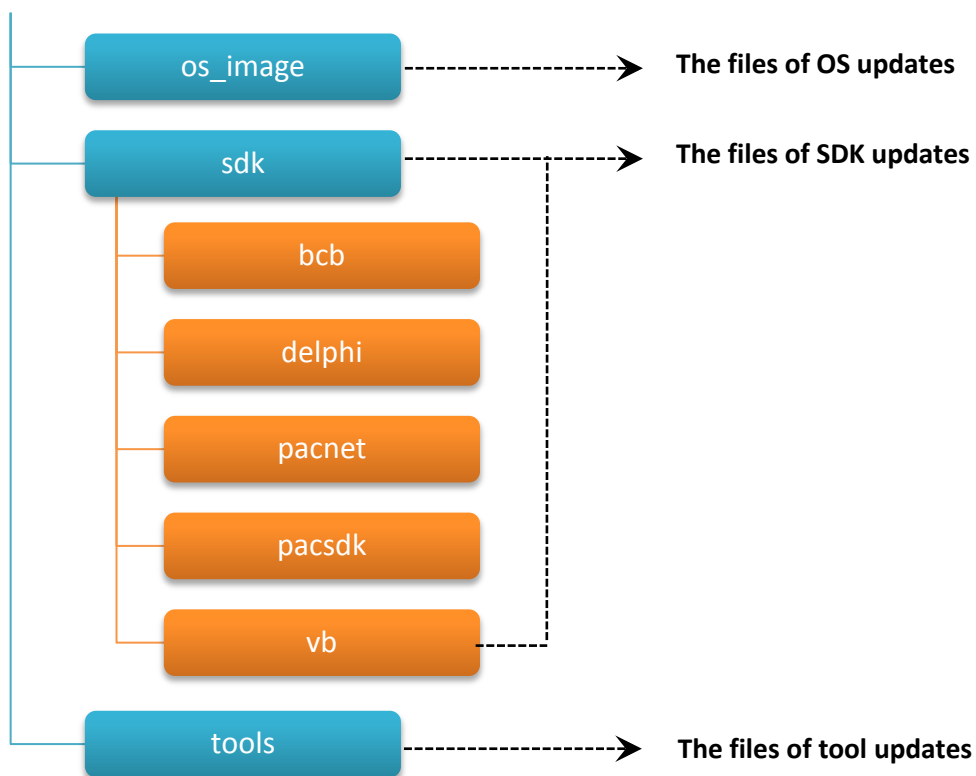 os_image
The files of OS updates
sdk
The files of SDK updates
bcb
delphi
pacnet
pacsdk
vb
tools
The files of tool updates